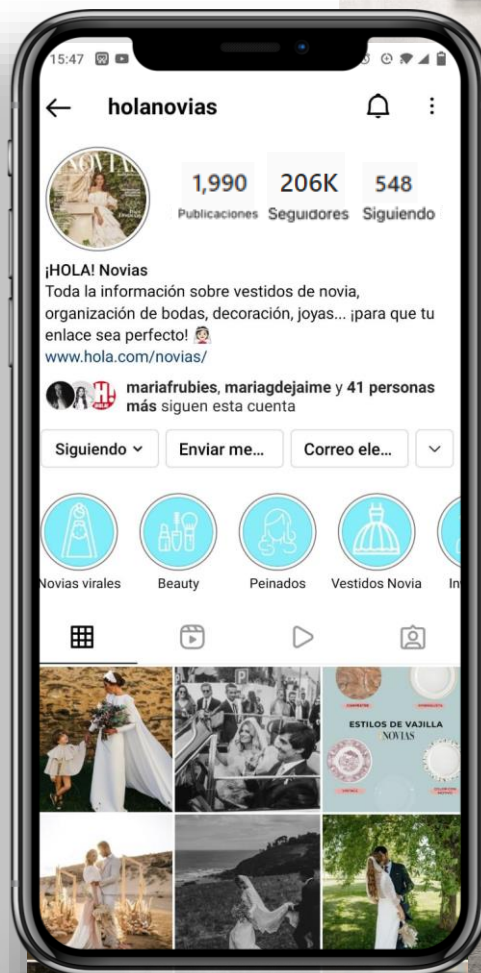 15:47
holanovias
NOVIAS
1,990
Publicaciones
206K
Seguidores
548
Siguiendo
¡HOLA! Novias
Toda la información sobre vestidos de novia,
organización de bodas, decoración, joyas... ¡para que tu
enlace sea perfecto! 👰🏻
www.hola.com/novias/
mariafrubies, mariagdejaime y 41 personas
más siguen esta cuenta
Siguiendo
Enviar me...
Correo ele...
Novias virales
Beauty
Peinados
Vestidos Novia
In
ESTILOS DE VAJILLA
NOVIAS